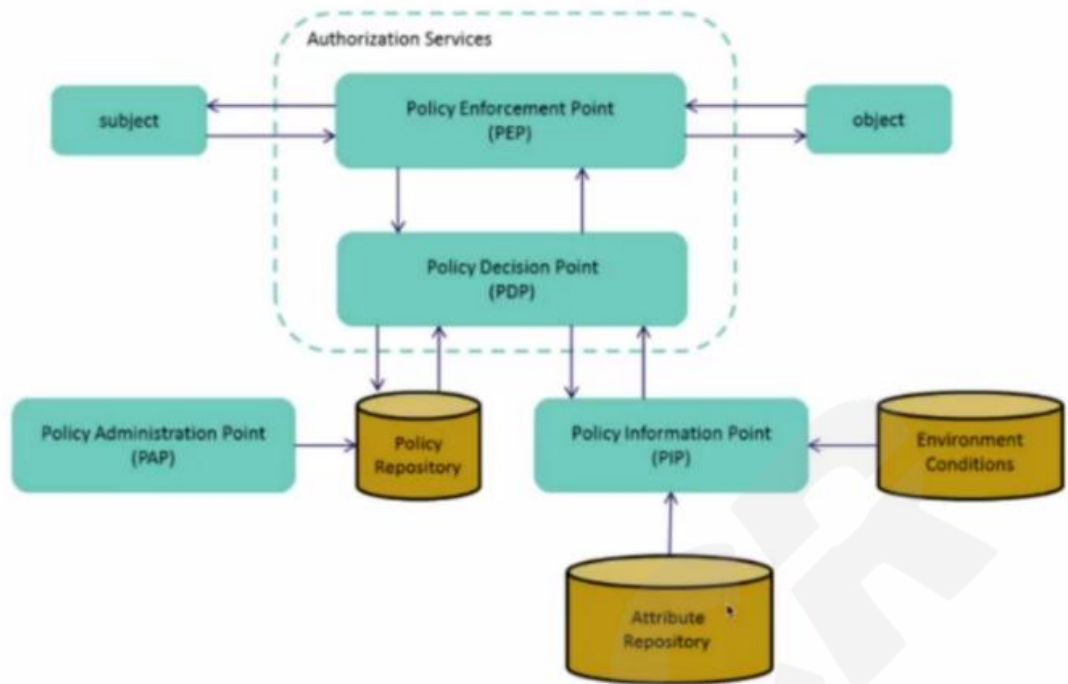 Authorization Services
subject
Policy Enforcement Point
(PEP)
object
Policy Decision Point
(PDP)
Policy Administration Point
(PAP)
Policy
Repository
Policy Information Point
(PIP)
Environment
Conditions
Attribute
Repository